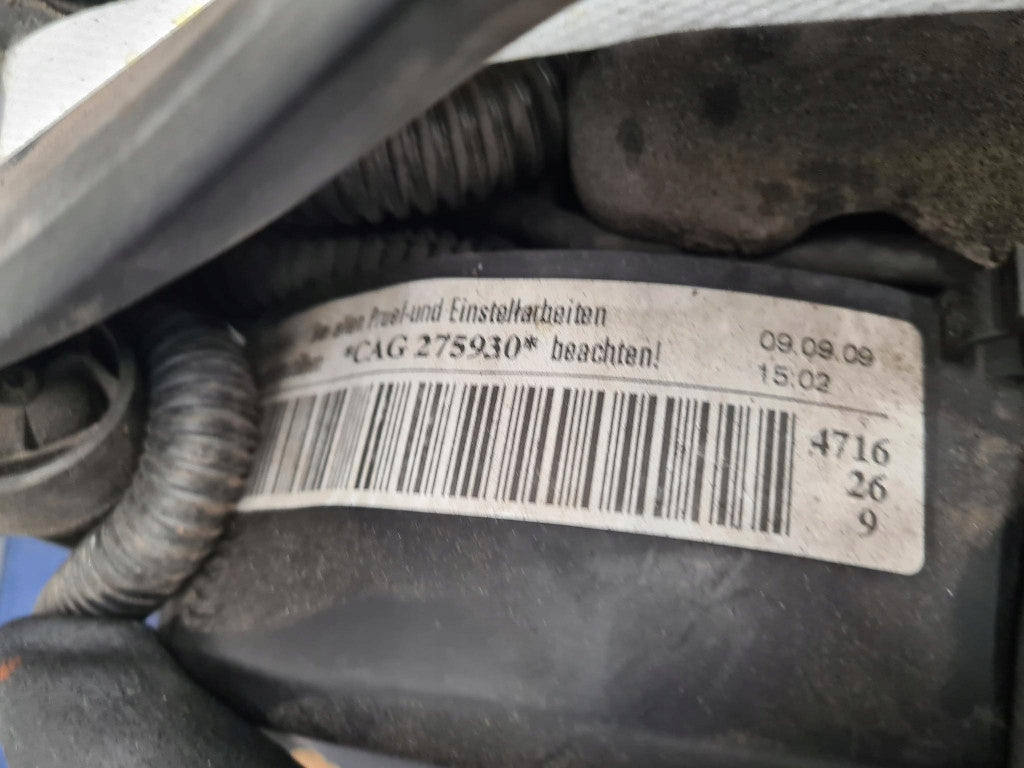 allen Pruef-und Einstellarbeiten
*CAG 275930* beachten!
09.09.09
15:02
4716
26
9